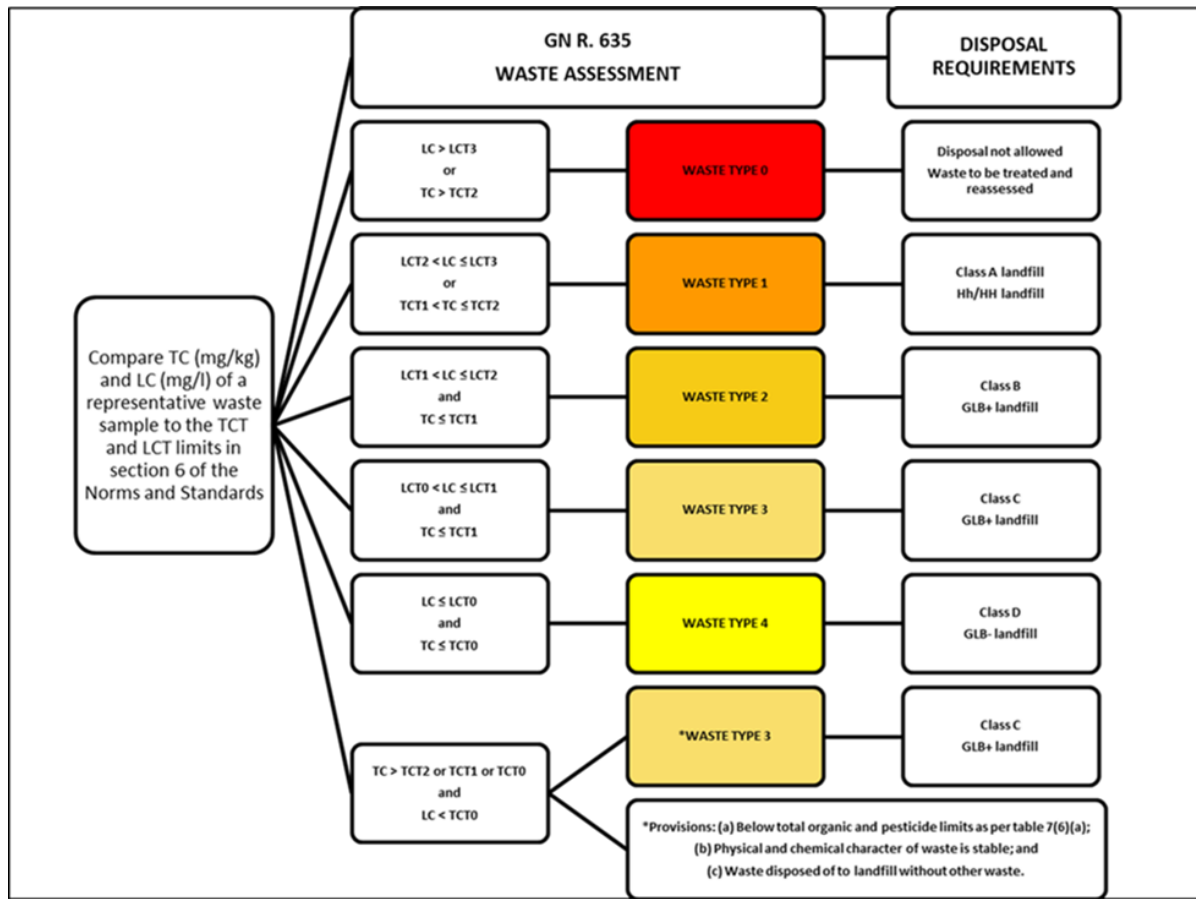 GN R. 635
WASTE ASSESSMENT
DISPOSAL
REQUIREMENTS
Compare TC (mg/kg)
and LC (mg/l) of a
representative waste
sample to the TCT
and LCT limits in
section 6 of the
Norms and Standards
LC > LCT3
or
TC > TCT2
WASTE TYPE 0
Disposal not allowed
Waste to be treated and
reassessed
LCT2 < LC ≤ LCT3
or
TCT1 < TC ≤ TCT2
WASTE TYPE 1
Class A landfill
Hh/HH landfill
LCT1 < LC ≤ LCT2
and
TC ≤ TCT1
WASTE TYPE 2
Class B
GLB+ landfill
LCT0 < LC ≤ LCT1
and
TC ≤ TCT1
WASTE TYPE 3
Class C
GLB+ landfill
LC ≤ LCT0
and
TC ≤ TCT0
WASTE TYPE 4
Class D
GLB- landfill
TC > TCT2 or TCT1 or TCT0
and
LC < TCT0
*WASTE TYPE 3
Class C
GLB+ landfill
*Provisions: (a) Below total organic and pesticide limits as per table 7(6)(a);
(b) Physical and chemical character of waste is stable; and
(c) Waste disposed of to landfill without other waste.